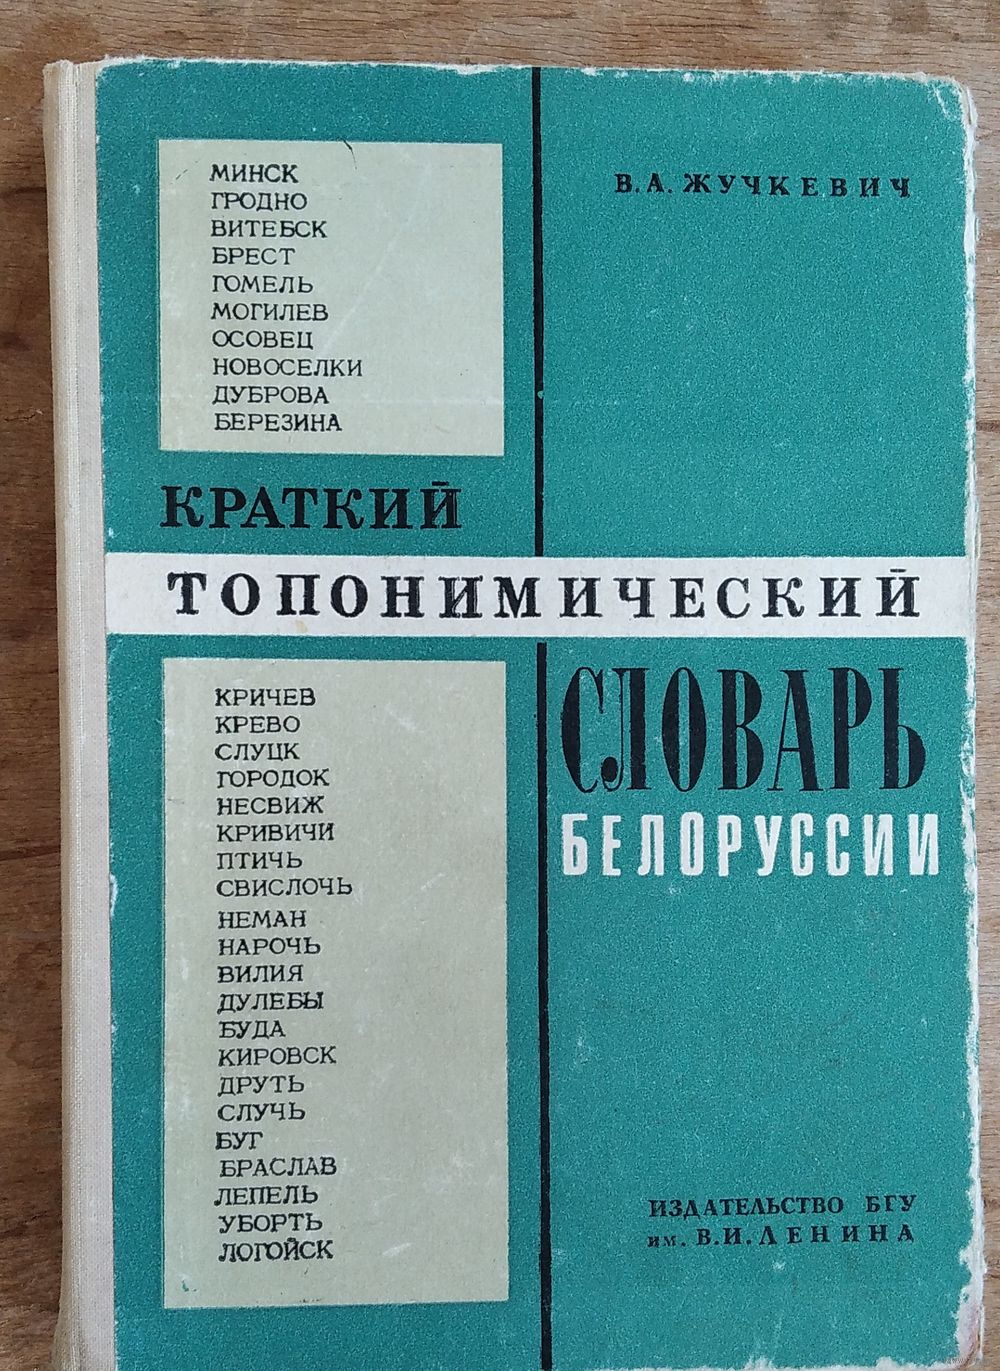 МИНСК
ГРОДНО
ВИТЕБСК
БРЕСТ
ГОМЕЛЬ
МОГИЛЕВ
ОСОВЕЦ
НОВОСЕЛКИ
ДУБРОВА
БЕРЕЗИНА
В. А. ЖУЧКЕВИЧ
КРАТКИЙ
ТОПОНИМИЧЕСКИЙ
СЛОВАРЬ
БЕЛОРУССИИ
КРИЧЕВ
КРЕВО
СЛУЦК
ГОРОДОК
НЕСВИЖ
КРИВИЧИ
ПТИЧЬ
СВИСЛОЧЬ
НЕМАН
НАРОЧЬ
ВИЛИЯ
ДУЛЕБЫ
БУДА
КИРОВСК
ДРУТЬ
СЛУЧЬ
БУГ
БРАСЛАВ
ЛЕПЕЛЬ
УБОРТЬ
ЛОГОЙСК
ИЗДАТЕЛЬСТВО БГУ
им. В. И. ЛЕНИНА